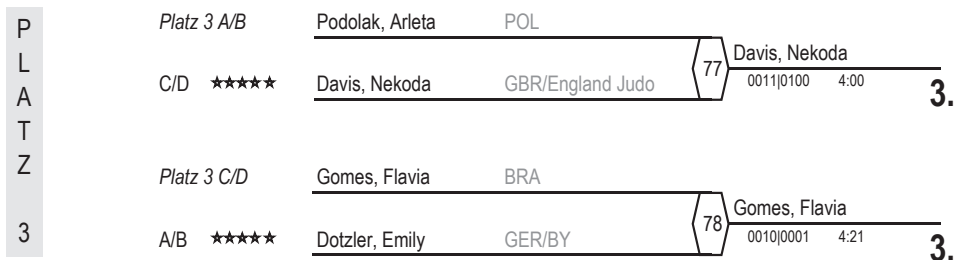 PLATZ 3
Platz 3 A/B Podolak, Arleta POL
C/D ★★★★★ Davis, Nekoda GBR/England Judo
77 Davis, Nekoda
0011|0100 4:00
3.
Platz 3 C/D Gomes, Flavia BRA
A/B ★★★★★ Dotzler, Emily GER/BY
78 Gomes, Flavia
0010|0001 4:21
3.